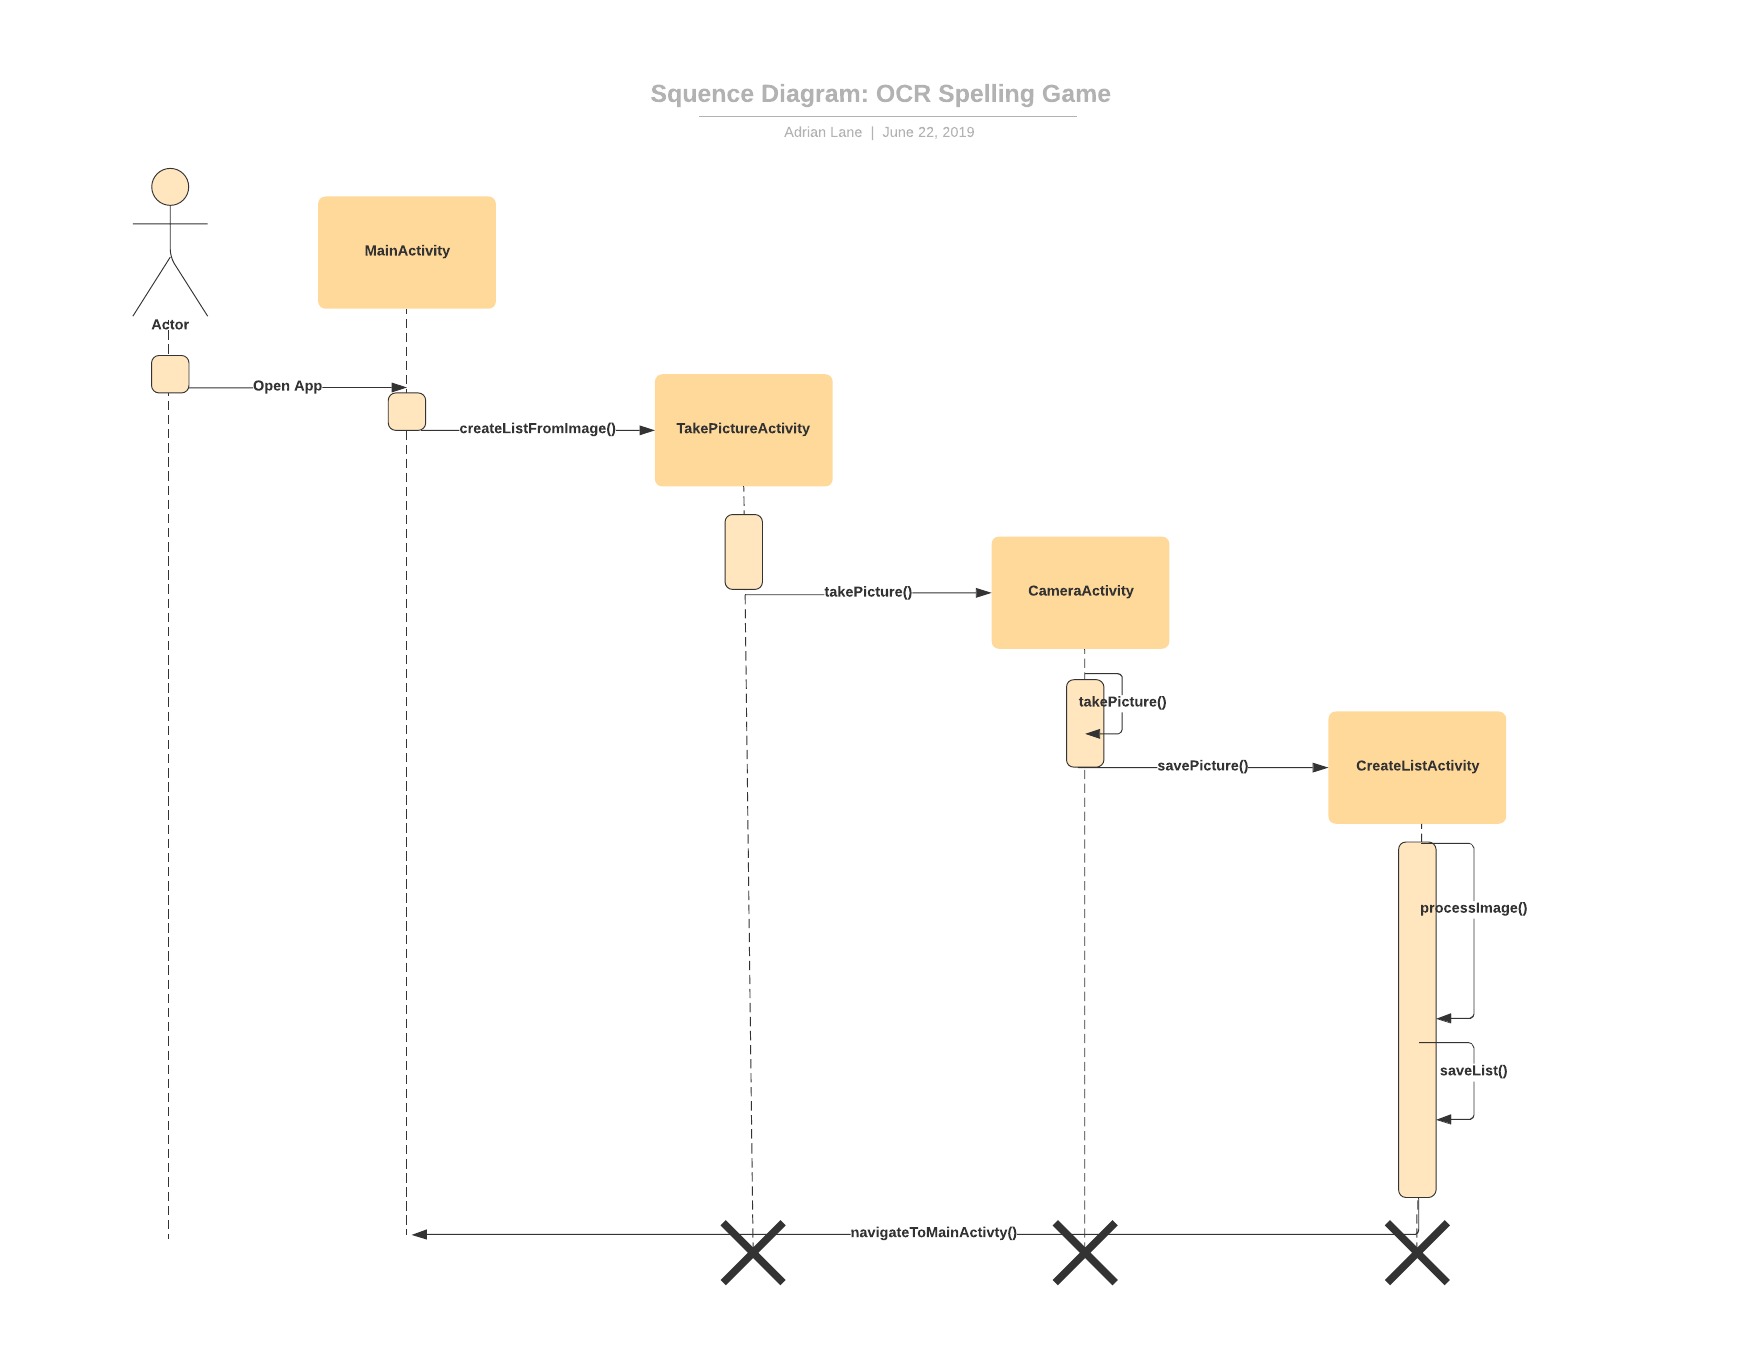 Squence Diagram: OCR Spelling Game
Adrian Lane | June 22, 2019
MainActivity
Actor
Open App
createListFromImage()
TakePictureActivity
takePicture()
CameraActivity
takePicture()
savePicture()
CreateListActivity
processImage()
saveList()
navigateToMainActivty()